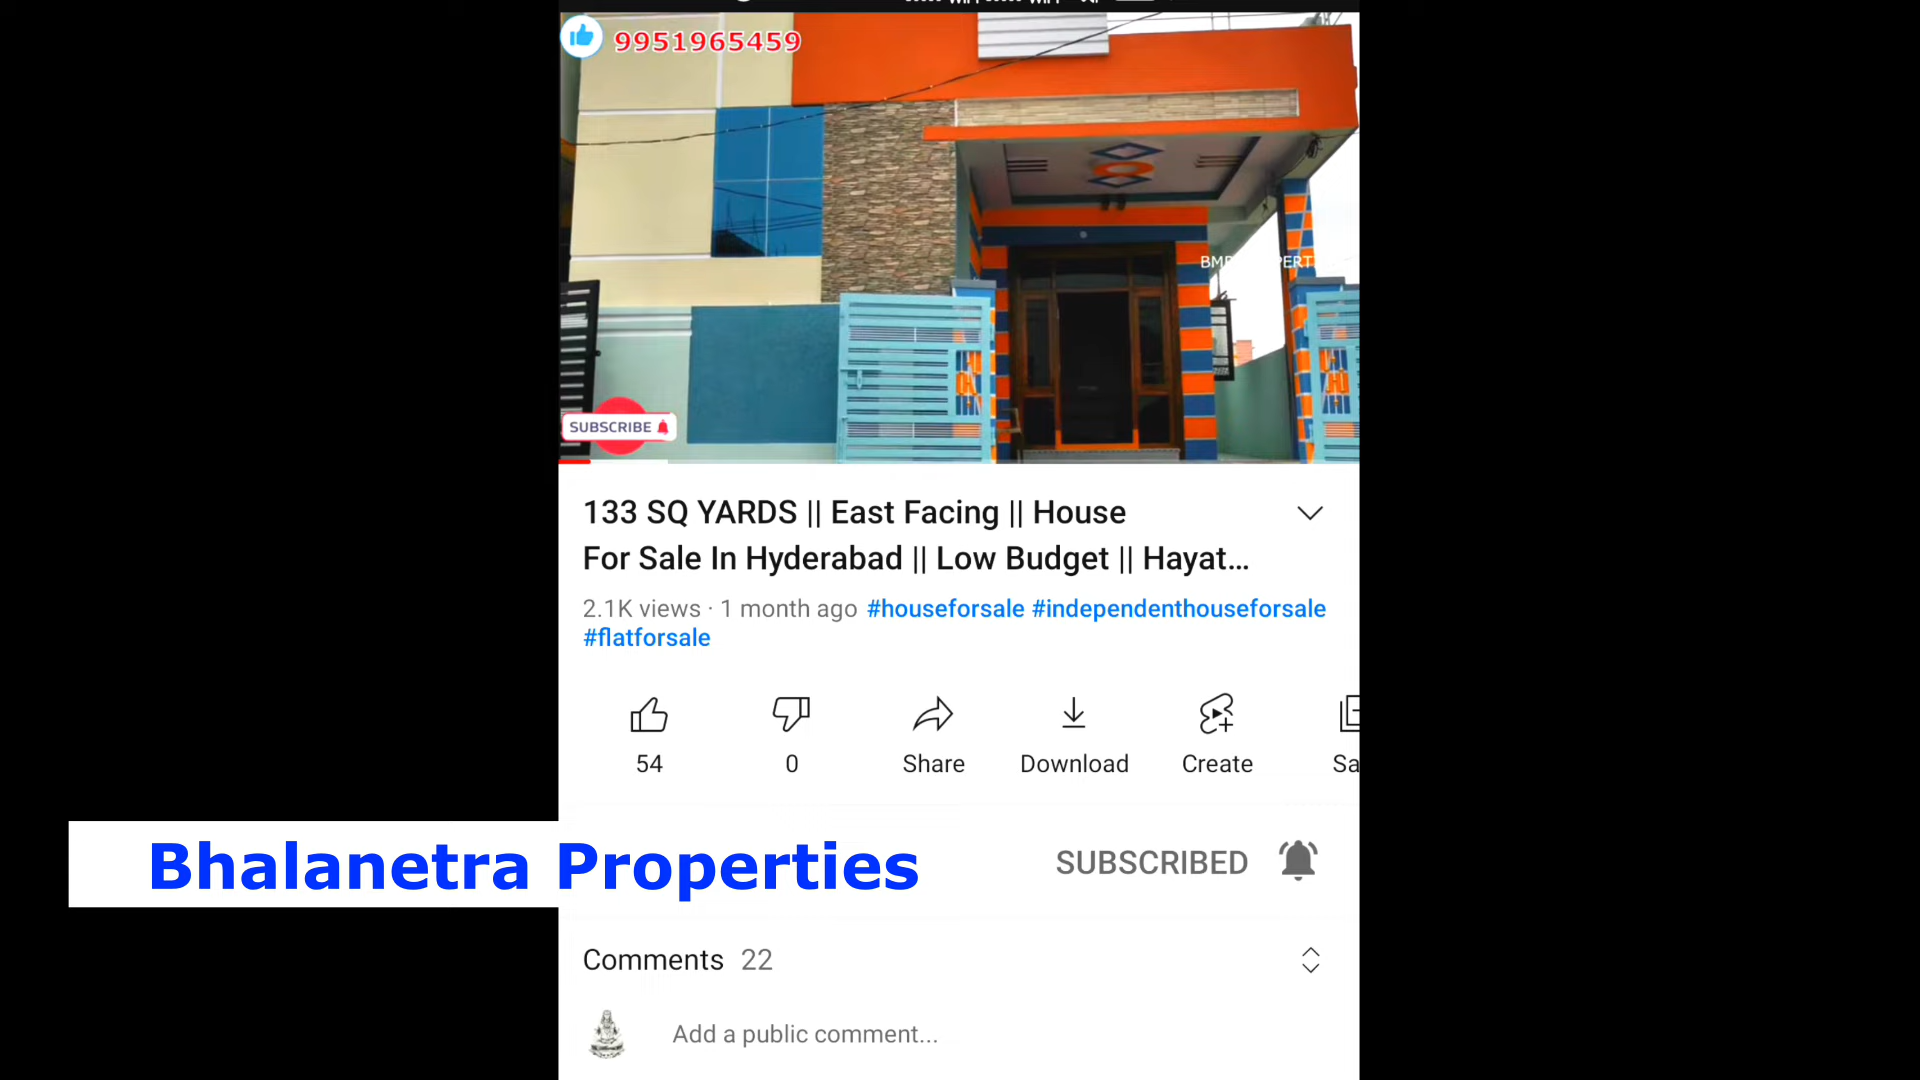 9951965459
SUBSCRIBE
133 SQ YARDS || East Facing || House
For Sale In Hyderabad || Low Budget || Hayat...
2.1K views · 1 month ago #houseforsale #independenthouseforsale
#flatforsale
54
0
Share
Download
Create
Sa
Bhalanetra Properties
SUBSCRIBED
Comments 22
Add a public comment...